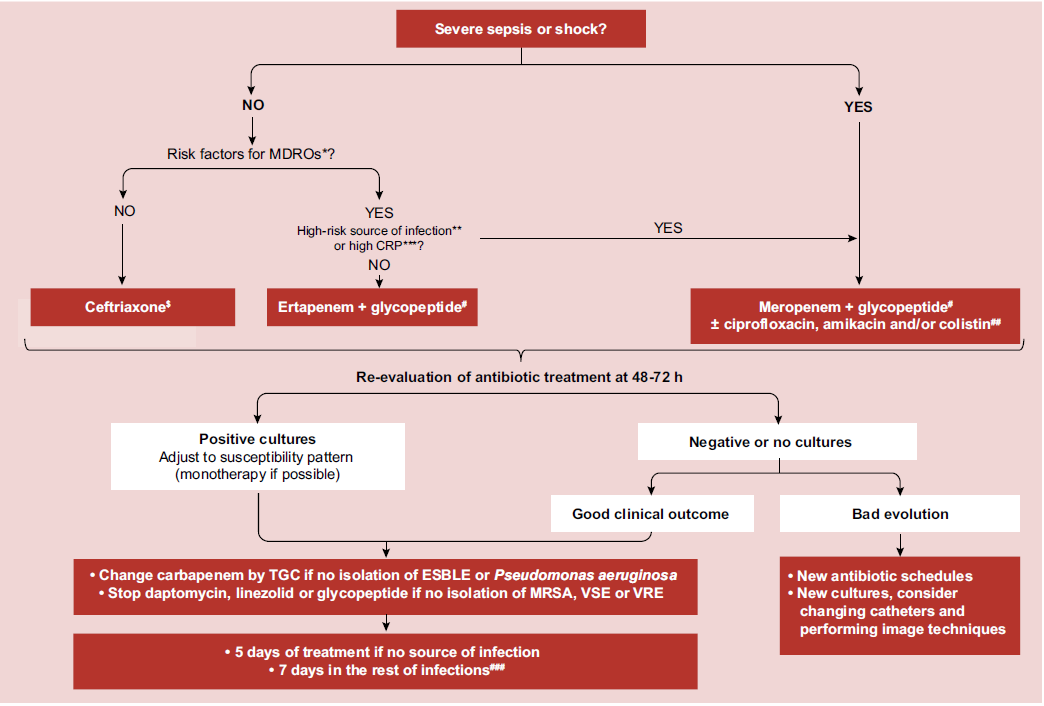 Severe sepsis or shock?
NO
YES
Risk factors for MDROs*?
NO
YES
High-risk source of infection**
or high CRP***?
NO
YES
Ceftriaxone$
Ertapenem + glycopeptide#
Meropenem + glycopeptide#
± ciprofloxacin, amikacin and/or colistin##
Re-evaluation of antibiotic treatment at 48-72 h
Positive cultures
Adjust to susceptibility pattern
(monotherapy if possible)
Negative or no cultures
Good clinical outcome
Bad evolution
• Change carbapenem by TGC if no isolation of ESBLE or Pseudomonas aeruginosa
• Stop daptomycin, linezolid or glycopeptide if no isolation of MRSA, VSE or VRE
• New antibiotic schedules
• New cultures, consider
changing catheters and
performing image techniques
• 5 days of treatment if no source of infection
• 7 days in the rest of infections###